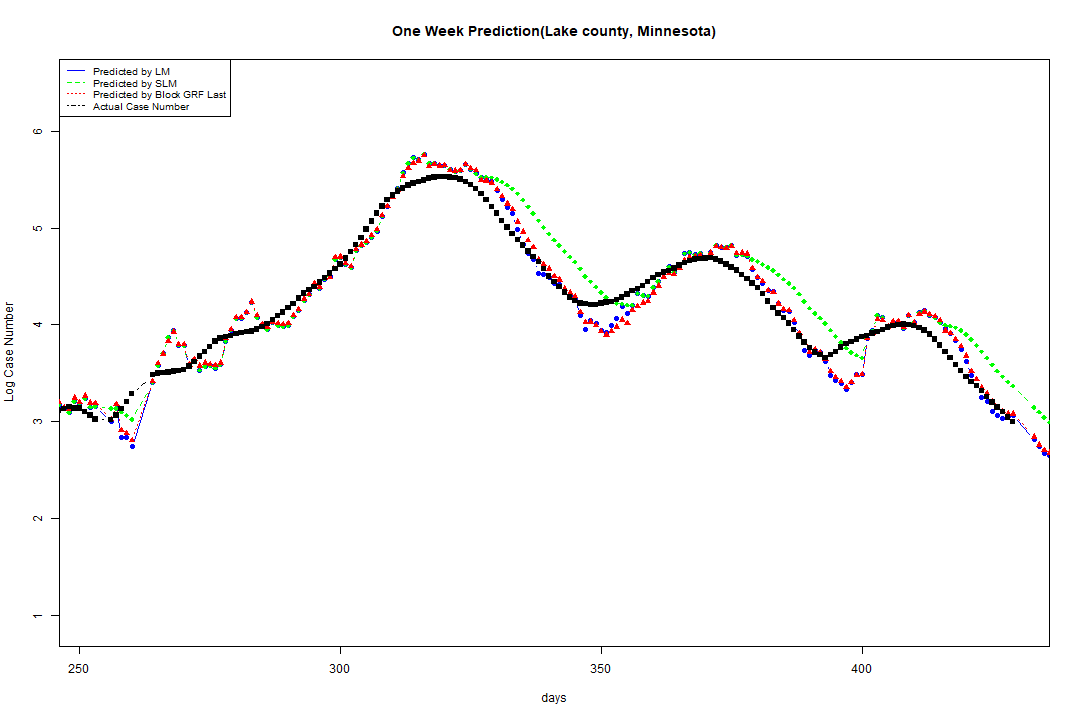 One Week Prediction(Lake county, Minnesota)
Predicted by LM
Predicted by SLM
Predicted by Block GRF Last
Actual Case Number
6
5
4
3
2
1
Log Case Number
250 300 350 400
days